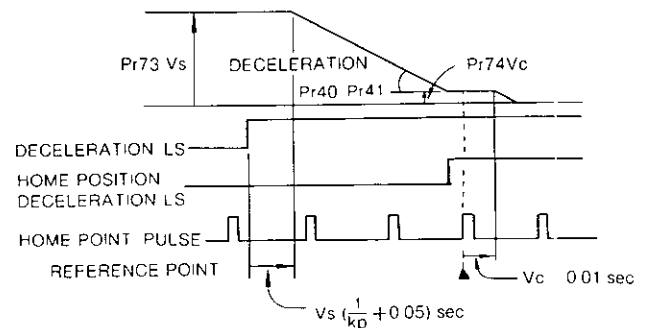 Pr73 Vs
DECELERATION
Pr40 Pr41
Pr74Vc
DECELERATION LS
HOME POSITION
DECELERATION LS
HOME POINT PULSE
REFERENCE POINT
Vc 0.01 sec
Vs (1/kp + 0.05) sec